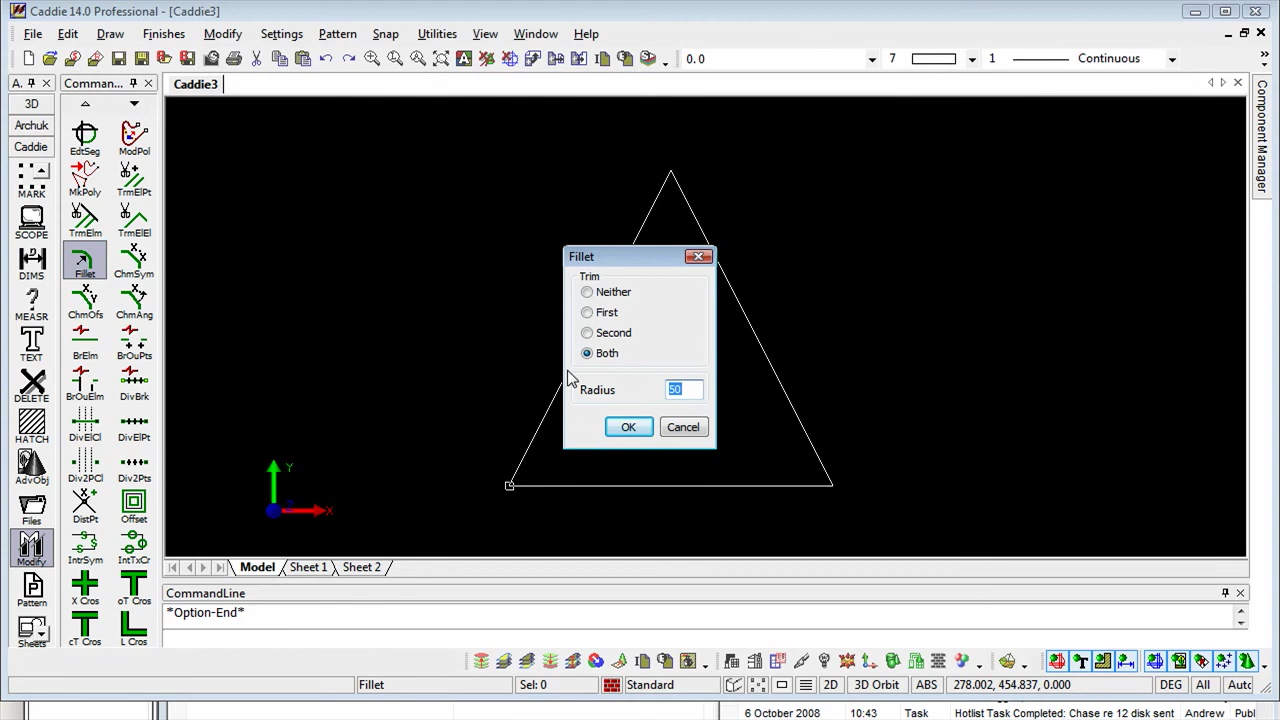 Caddie 14.0 Professional - [Caddie3]
File Edit Draw Finishes Modify Settings Pattern Snap Utilities View Window Help
0.0 7 1 Continuous
A. Comman... Caddie3
3D
Archuk
Caddie
MARK
SCOPE
DIMS
MEASR
TEXT
DELETE
HATCH
AdvObj
Files
Modify
Pattern
Sheets
EdtSeg ModPol
MkPoly TrmElPt
TrmElm TrmElEl
Fillet ChmSym
ChmOfs ChmAng
BrElm BrOuPts
BrOuElm DivBrk
DivElCl DivElPt
Div2PCl Div2Pts
DistPt Offset
IntrSym IntTxCr
X Cros oT Cros
cT Cros L Cros
Component Manager
Fillet
Trim
Neither
First
Second
Both
Radius 50
OK Cancel
Y
X
Model Sheet 1 Sheet 2
CommandLine
*Option-End*
Fillet Sel: 0 Standard 2D 3D Orbit ABS 278.002, 454.837, 0.000 DEG All Auto
6 October 2008 10:43 Task Hotlist Task Completed: Chase re 12 disk sent Andrew Publ